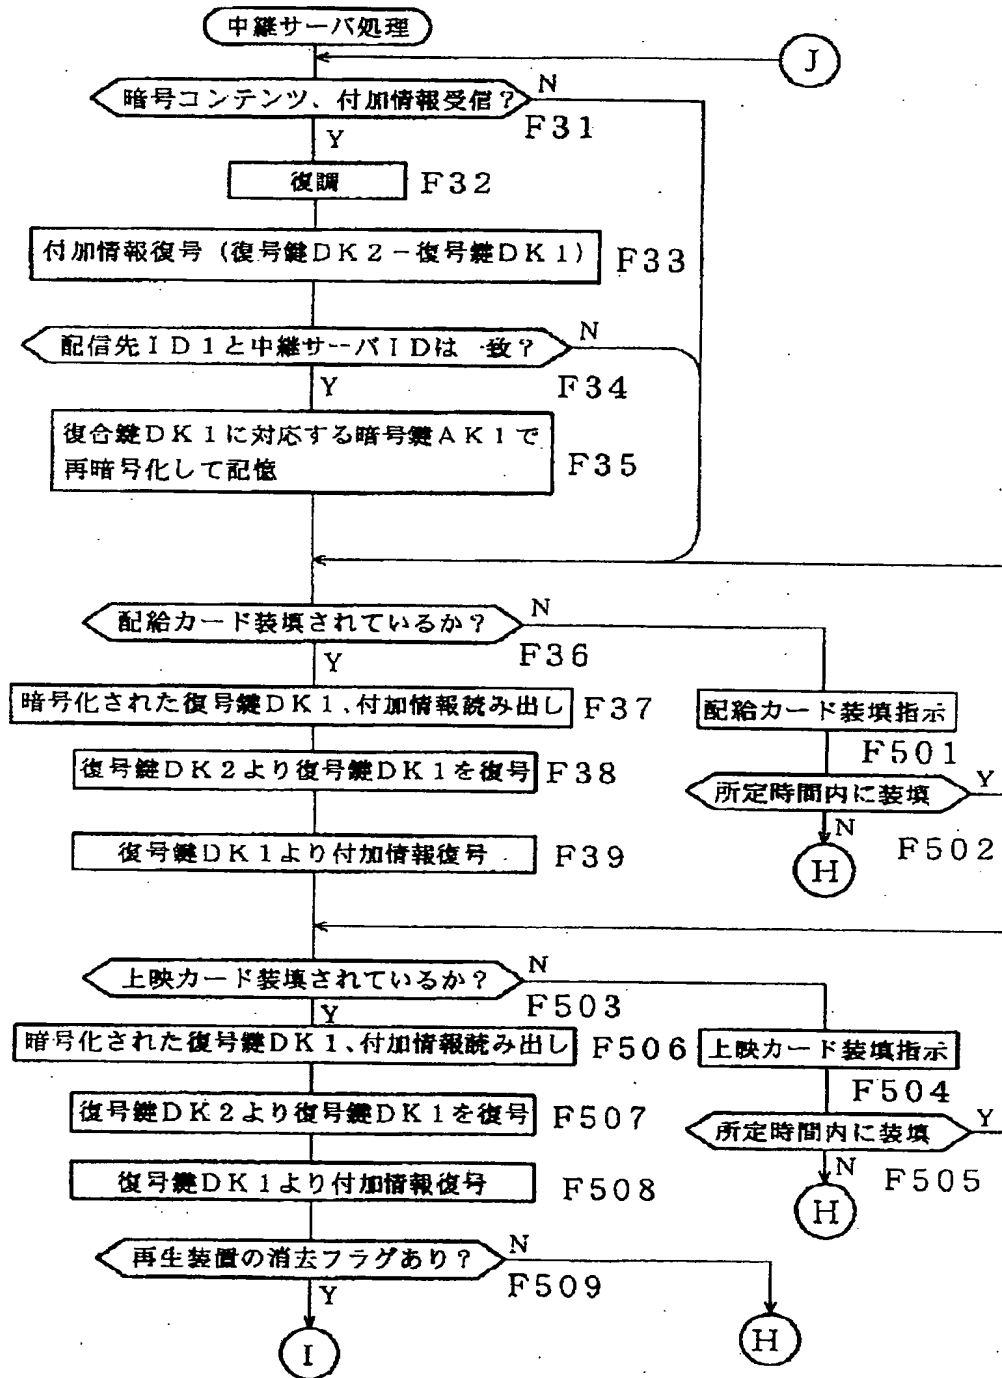 中継サーバ処理
J
暗号コンテンツ、付加情報受信？
N
F31
Y
復調
F32
付加情報復号（復号鍵DK2－復号鍵DK1）
F33
配信先ID1と中継サーバIDは一致？
N
F34
Y
復合鍵DK1に対応する暗号鍵AK1で
再暗号化して記憶
F35
配給カード装填されているか？
N
F36
Y
暗号化された復号鍵DK1、付加情報読み出し
F37
配給カード装填指示
F501
復号鍵DK2より復号鍵DK1を復号
F38
所定時間内に装填
Y
N
F502
復号鍵DK1より付加情報復号
F39
H
上映カード装填されているか？
N
F503
Y
暗号化された復号鍵DK1、付加情報読み出し
F506
上映カード装填指示
F504
復号鍵DK2より復号鍵DK1を復号
F507
所定時間内に装填
Y
N
F505
復号鍵DK1より付加情報復号
F508
H
再生装置の消去フラグあり？
N
F509
Y
I
H